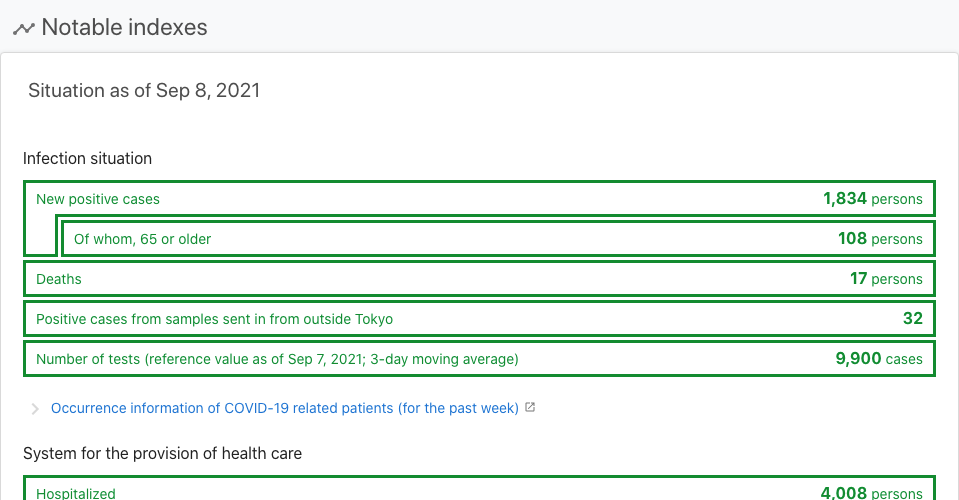 Notable indexes
Situation as of Sep 8, 2021
Infection situation
New positive cases 1,834 persons
Of whom, 65 or older 108 persons
Deaths 17 persons
Positive cases from samples sent in from outside Tokyo 32
Number of tests (reference value as of Sep 7, 2021; 3-day moving average) 9,900 cases
Occurrence information of COVID-19 related patients (for the past week)
System for the provision of health care
Hospitalized 4,008 persons